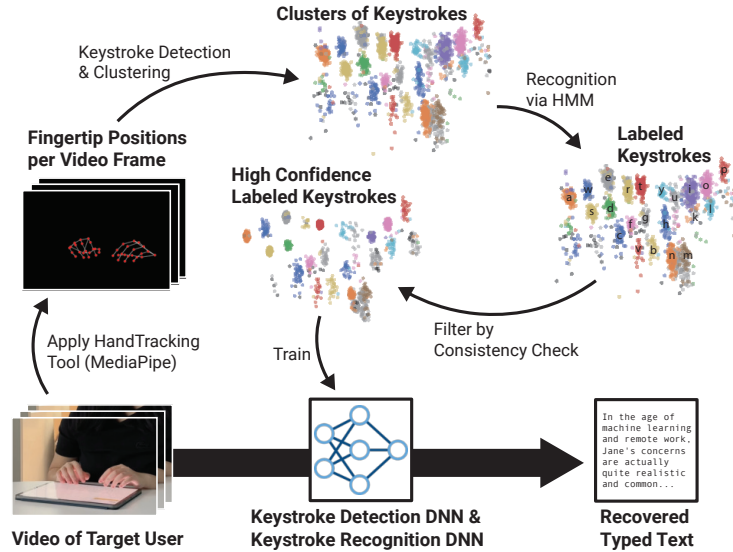 Clusters of Keystrokes
Keystroke Detection
& Clustering
Recognition
via HMM
Fingertip Positions
per Video Frame
Labeled
Keystrokes
High Confidence
Labeled Keystrokes
a
w
e
r
t
y
u
i
o
p
s
d
f
g
h
k
l
c
v
b
n
m
Apply HandTracking
Tool (MediaPipe)
Train
Filter by
Consistency Check
In the age of
machine learning
and remote work,
Jane's concerns
are actually
quite realistic
and common...
Video of Target User
Keystroke Detection DNN &
Keystroke Recognition DNN
Recovered
Typed Text